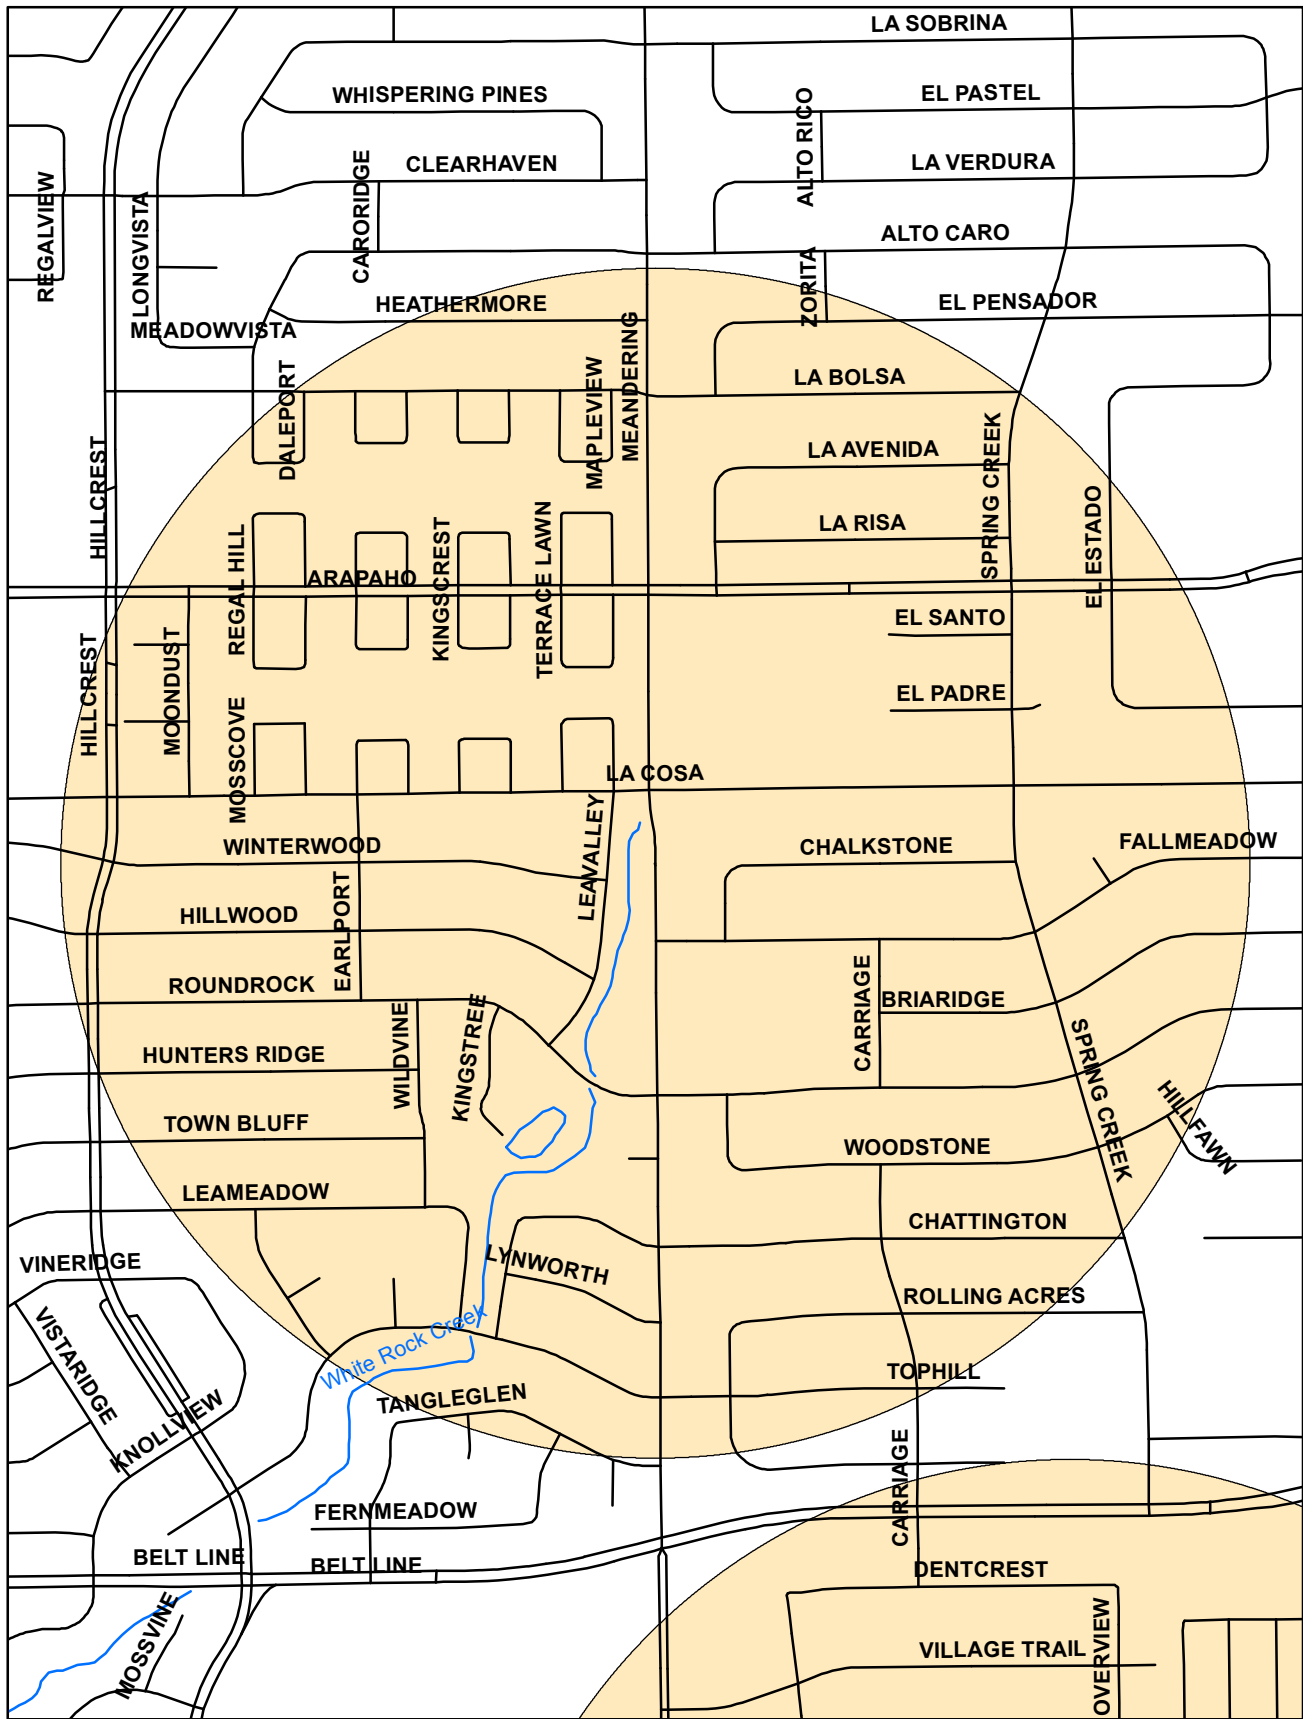 LA SOBRINA
WHISPERING PINES
EL PASTEL
ALTO RICO
CLEARHAVEN
LA VERDURA
REGALVIEW
LONGVISTA
CARORIDGE
ALTO CARO
ZORITA
HEATHERMORE
EL PENSADOR
MEADOWVISTA
MEANDERING
LA BOLSA
DALEPORT
MAPLEVIEW
LA AVENIDA
SPRING CREEK
HILLCREST
LA RISA
EL ESTADO
REGAL HILL
ARAPAHO
KINGSCREST
TERRACE LAWN
EL SANTO
HILLCREST
MOONDUST
EL PADRE
MOSSCOVE
LA COSA
WINTERWOOD
LEAVALLEY
CHALKSTONE
FALLMEADOW
HILLWOOD
EARLPORT
ROUNDROCK
CARRIAGE
BRIARIDGE
WILDVINE
KINGSTREE
HUNTERS RIDGE
SPRING CREEK
HILLFAWN
TOWN BLUFF
WOODSTONE
LEAMEADOW
CHATTINGTON
VINERIDGE
LYNWORTH
ROLLING ACRES
VISTARIDGE
White Rock Creek
TOPHILL
TANGLEGLEN
KNOLLVIEW
CARRIAGE
FERNMEADOW
BELT LINE
BELT LINE
DENTCREST
MOSSVINE
OVERVIEW
VILLAGE TRAIL